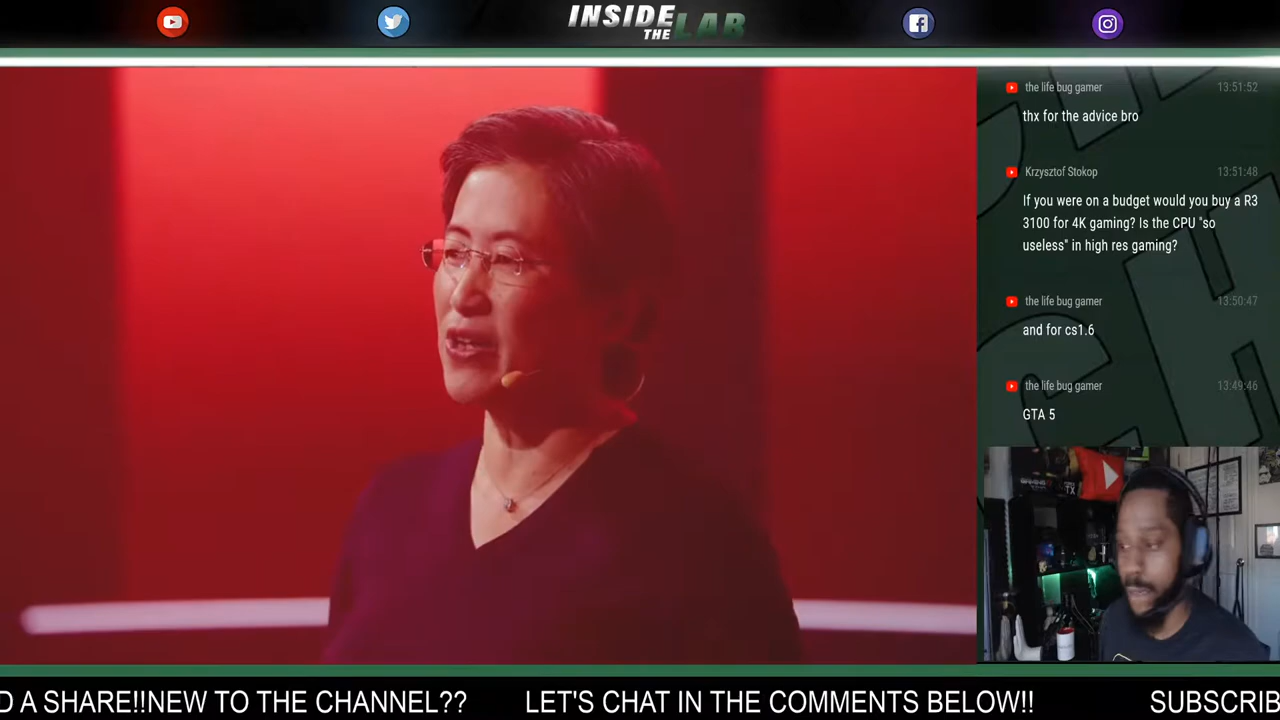 INSIDE
THE LAB
the life bug gamer 13:51:52
thx for the advice bro
Krzysztof Stokop 13:51:48
If you were on a budget would you buy a R3
3100 for 4K gaming? Is the CPU "so
useless" in high res gaming?
the life bug gamer 13:50:47
and for cs1.6
the life bug gamer 13:49:46
GTA 5
D A SHARE!!NEW TO THE CHANNEL?? LET'S CHAT IN THE COMMENTS BELOW!! SUBSCRIB